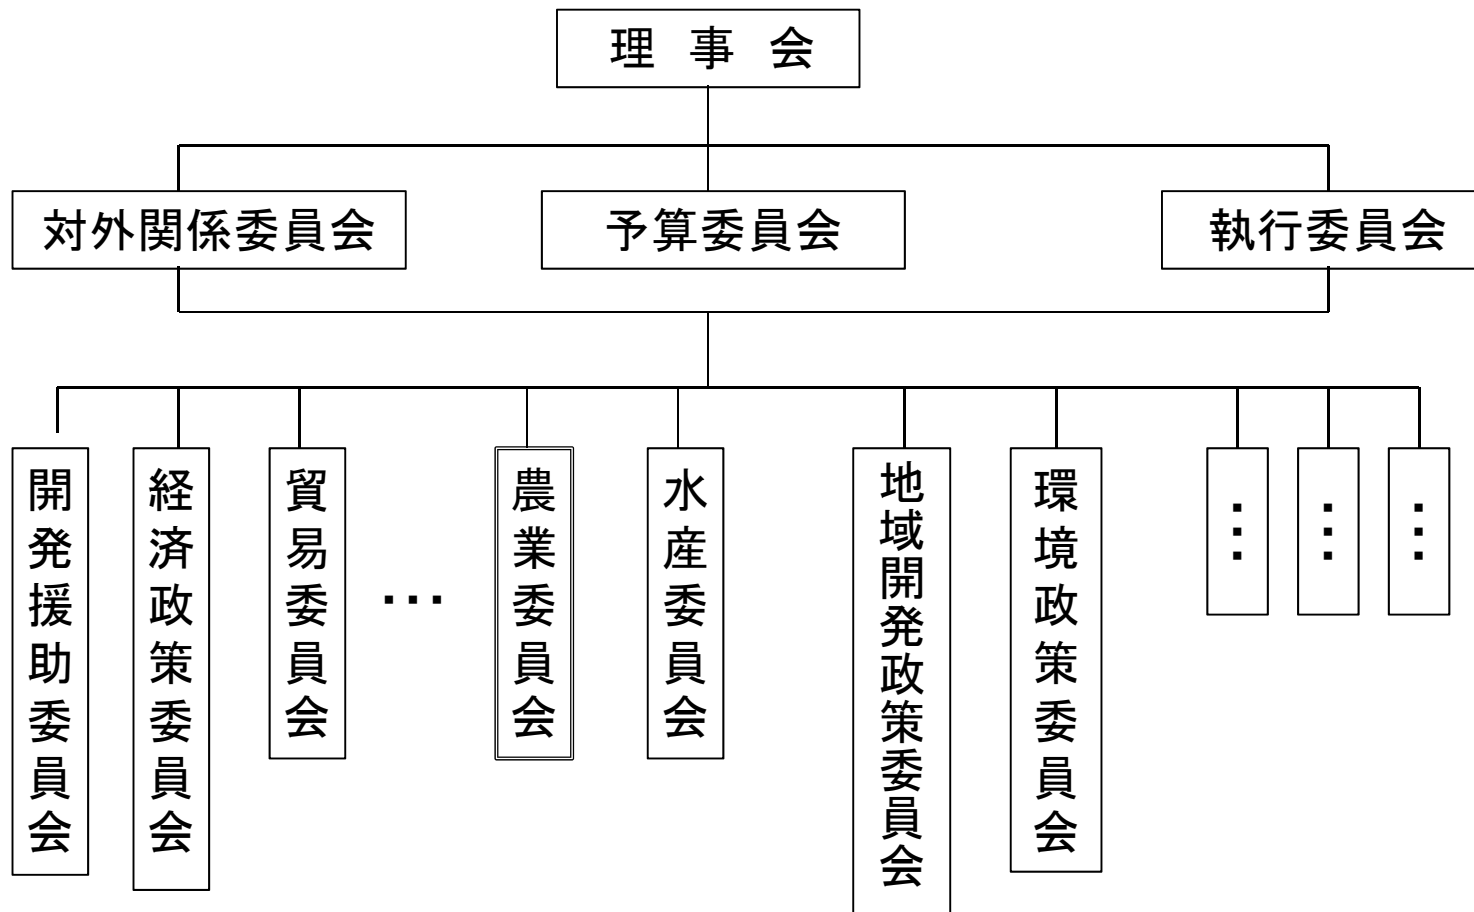 理事会
対外関係委員会
予算委員会
執行委員会
開発援助委員会
経済政策委員会
貿易委員会
…
農業委員会
水産委員会
地域開発政策委員会
環境政策委員会
…
…
…